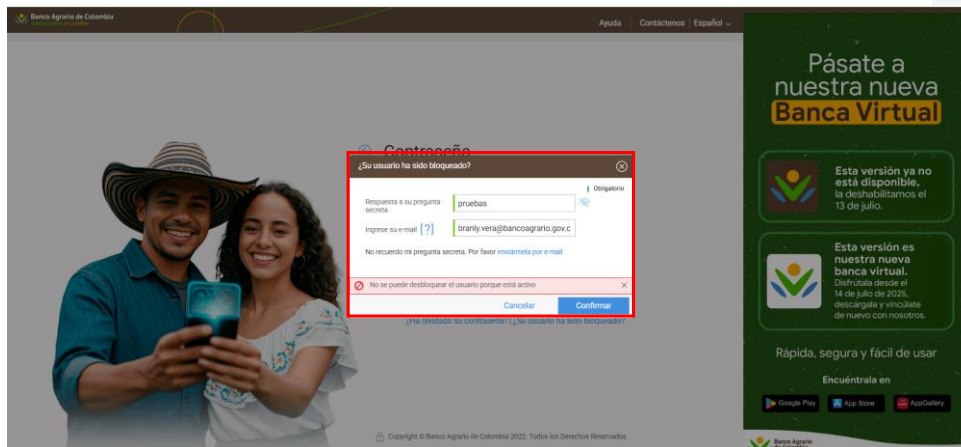 Banco Agrario de Colombia
Ayuda
Contáctenos
Español
Contraseña
¿Su usuario ha sido bloqueado?
Obligatorio
Respuesta a su pregunta
secreta
pruebas
Ingrese su e-mail [?]
branly.vera@bancoagrario.gov.c
No recuerdo mi pregunta secreta. Por favor enviármela por e-mail
No se puede desbloquear el usuario porque está activo
Cancelar
Confirmar
¿Ha olvidado su contraseña? | ¿Su usuario ha sido bloqueado?
Copyright © Banco Agrario de Colombia 2022. Todos los Derechos Reservados
Pásate a
nuestra nueva
Banca Virtual
Esta versión ya no
está disponible,
la deshabilitamos el
13 de julio.
Esta versión es
nuestra nueva
banca virtual.
Disfrútala desde el
14 de julio de 2025,
descárgala y vincúlate
de nuevo con nosotros.
Rápida, segura y fácil de usar
Encuéntrala en
Google Play
App Store
AppGallery
Banco Agrario
de Colombia